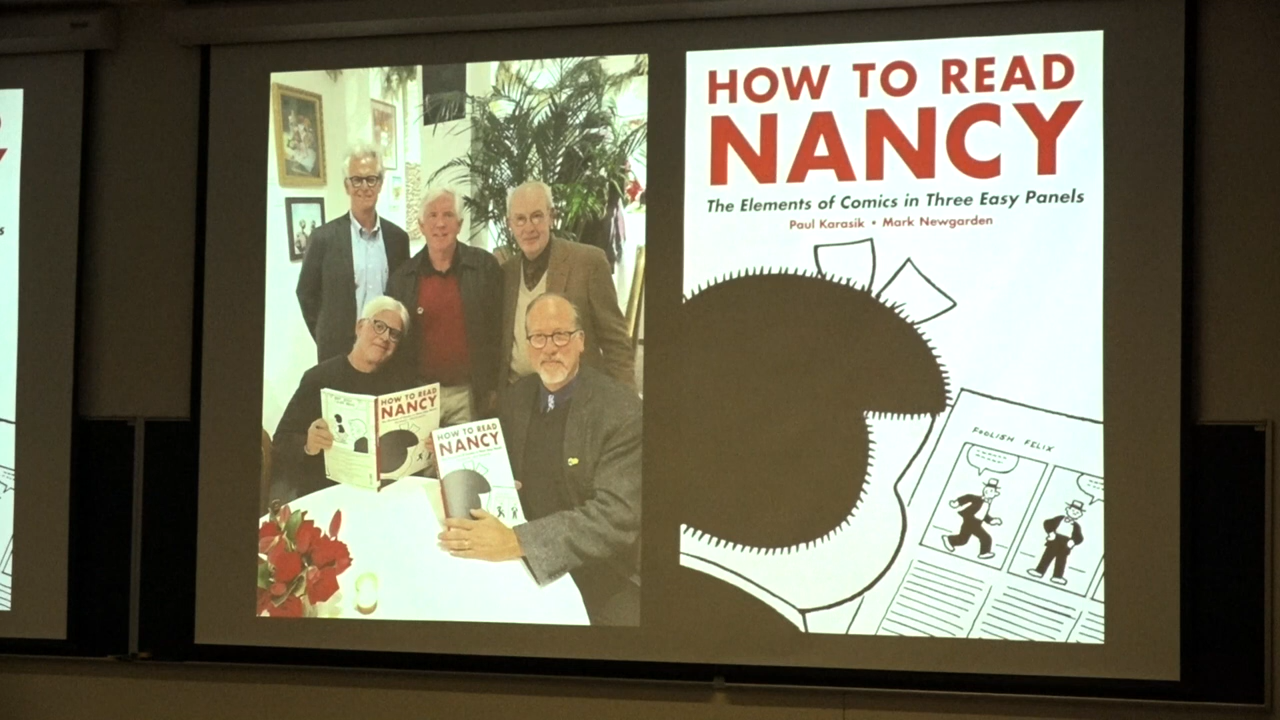 HOW TO READ
NANCY
The Elements of Comics in Three Easy Panels
Paul Karasik • Mark Newgarden
FOOLISH FELIX
HOW TO READ
NANCY
HOW TO READ
NANCY